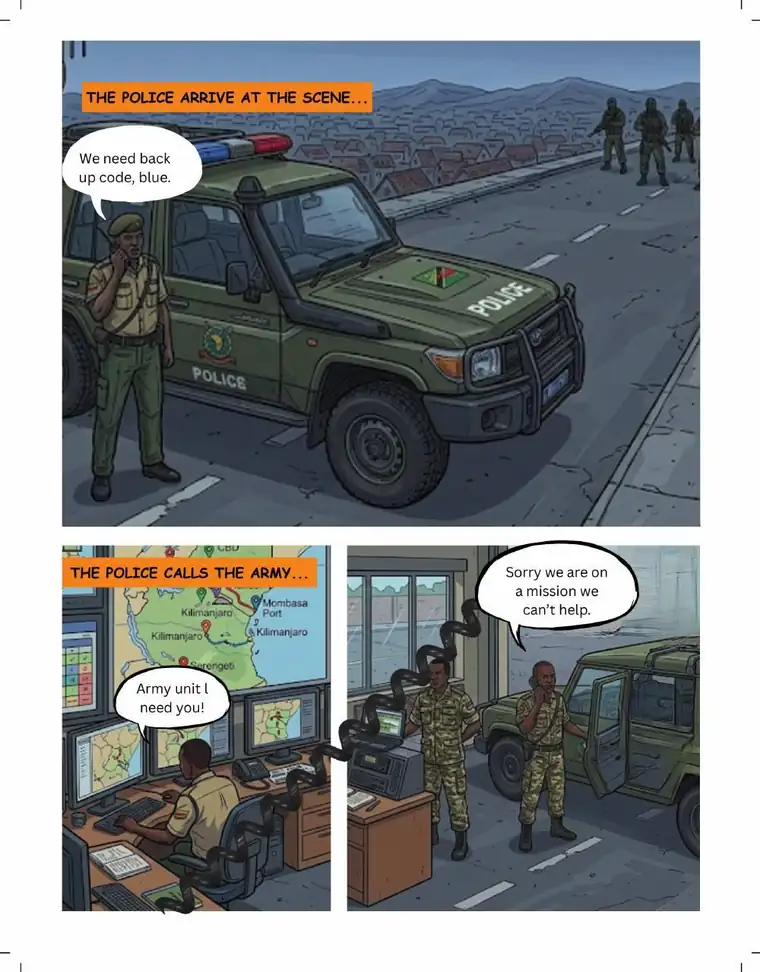 THE POLICE ARRIVE AT THE SCENE...
We need back
up code, blue.
POLICE
POLICE
THE POLICE CALLS THE ARMY...
CBD
Kilimanjaro
Mombasa
Port
Kilimanjaro
Kilimanjaro
Serengeti
Army unit l
need you!
Sorry we are on
a mission we
can't help.